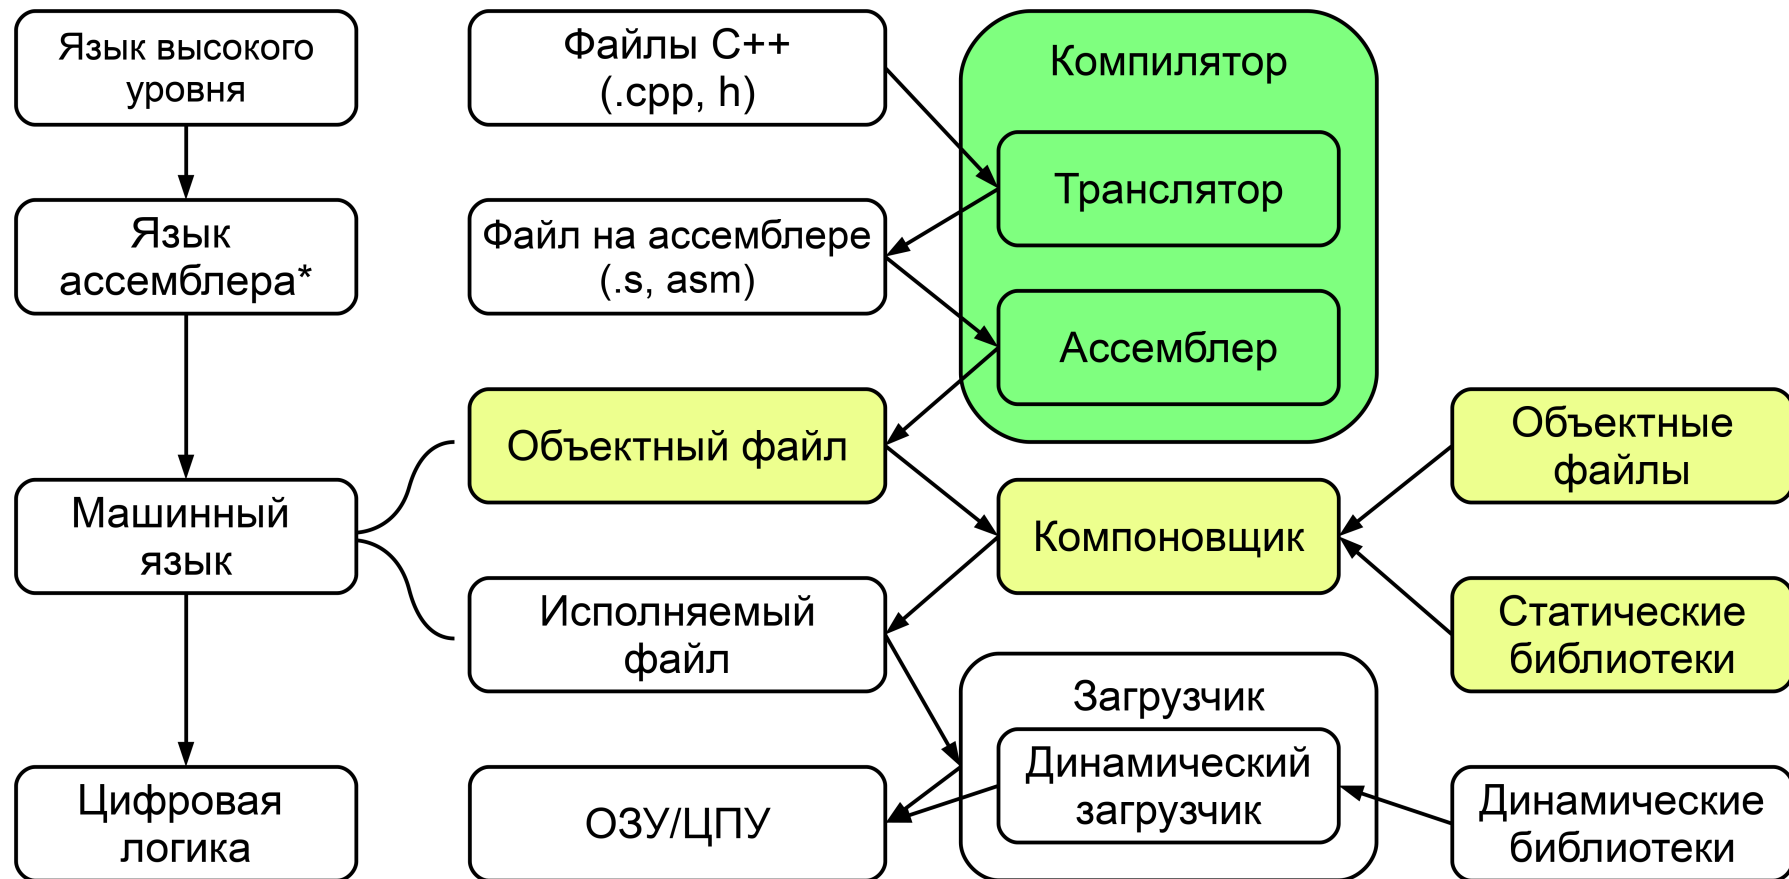 Язык высокого
уровня
Файлы C++
(.cpp, h)
Компилятор
Транслятор
Язык
ассемблера*
Файл на ассемблере
(.s, asm)
Ассемблер
Объектный файл
Объектные
файлы
Машинный
язык
Компоновщик
Исполняемый
файл
Статические
библиотеки
Загрузчик
Динамический
загрузчик
Цифровая
логика
ОЗУ/ЦПУ
Динамические
библиотеки